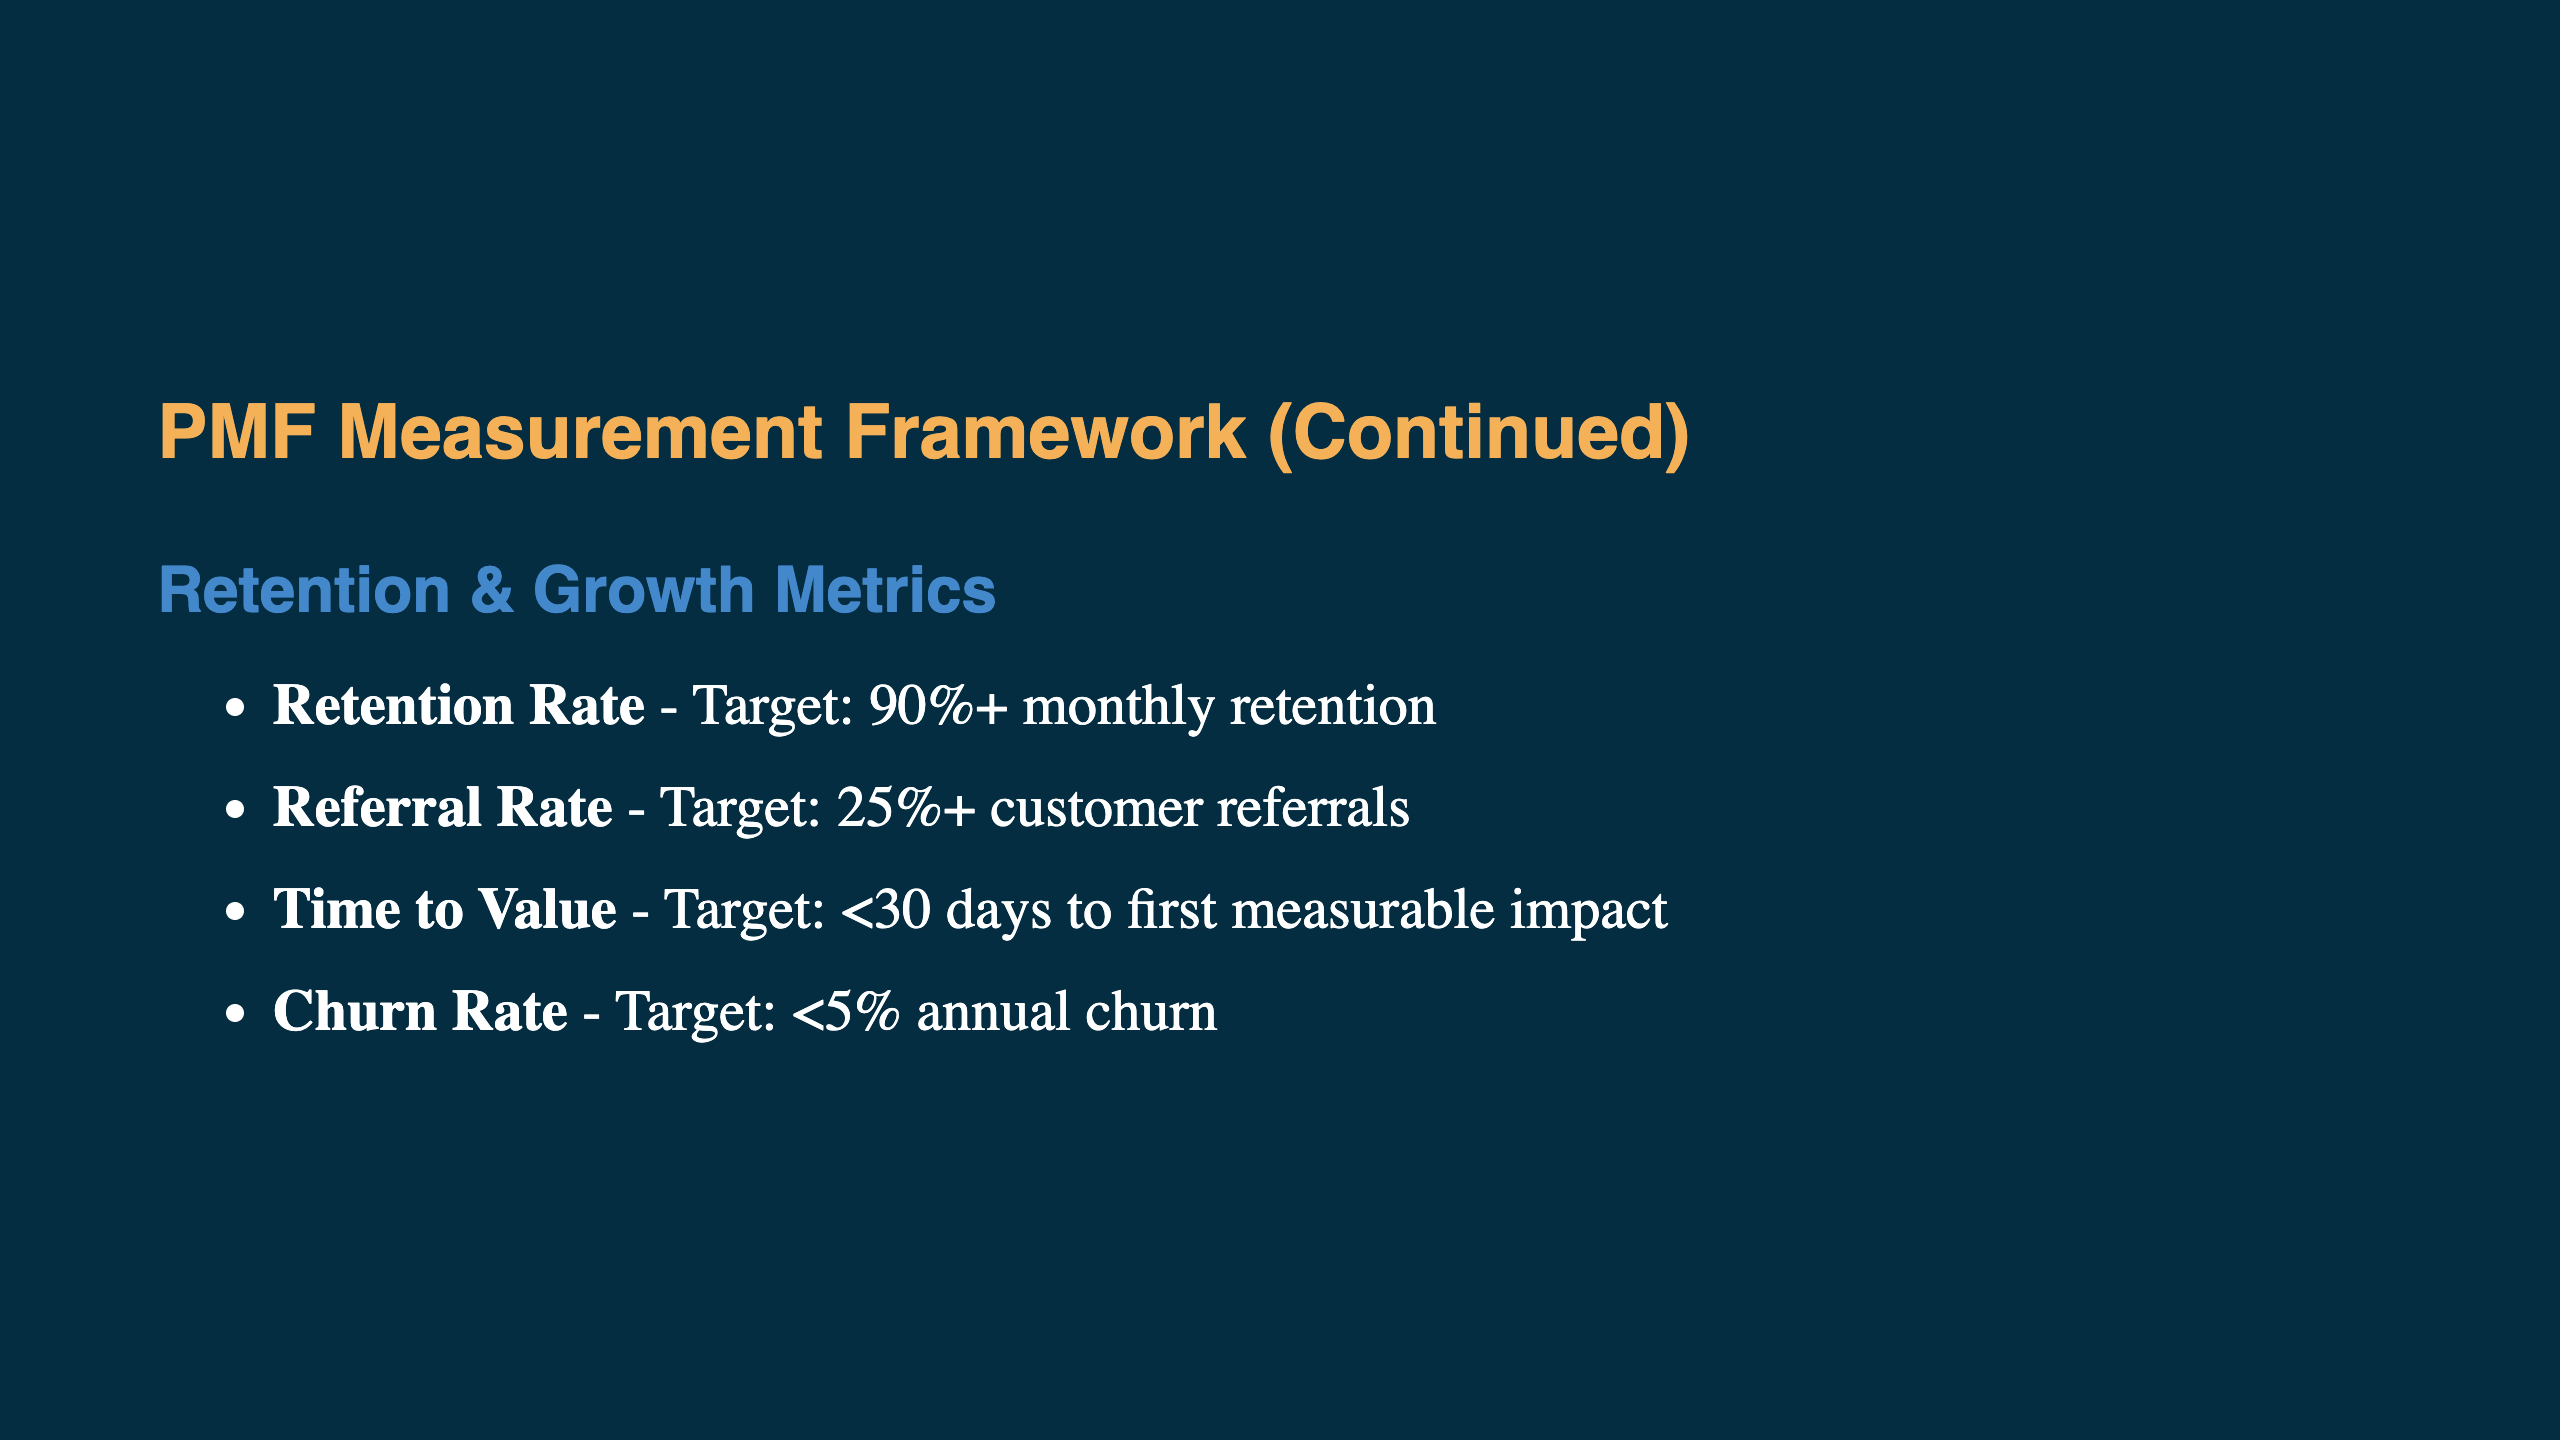 PMF Measurement Framework (Continued)
Retention & Growth Metrics
• Retention Rate - Target: 90%+ monthly retention
• Referral Rate - Target: 25%+ customer referrals
• Time to Value - Target: <30 days to first measurable impact
• Churn Rate - Target: <5% annual churn